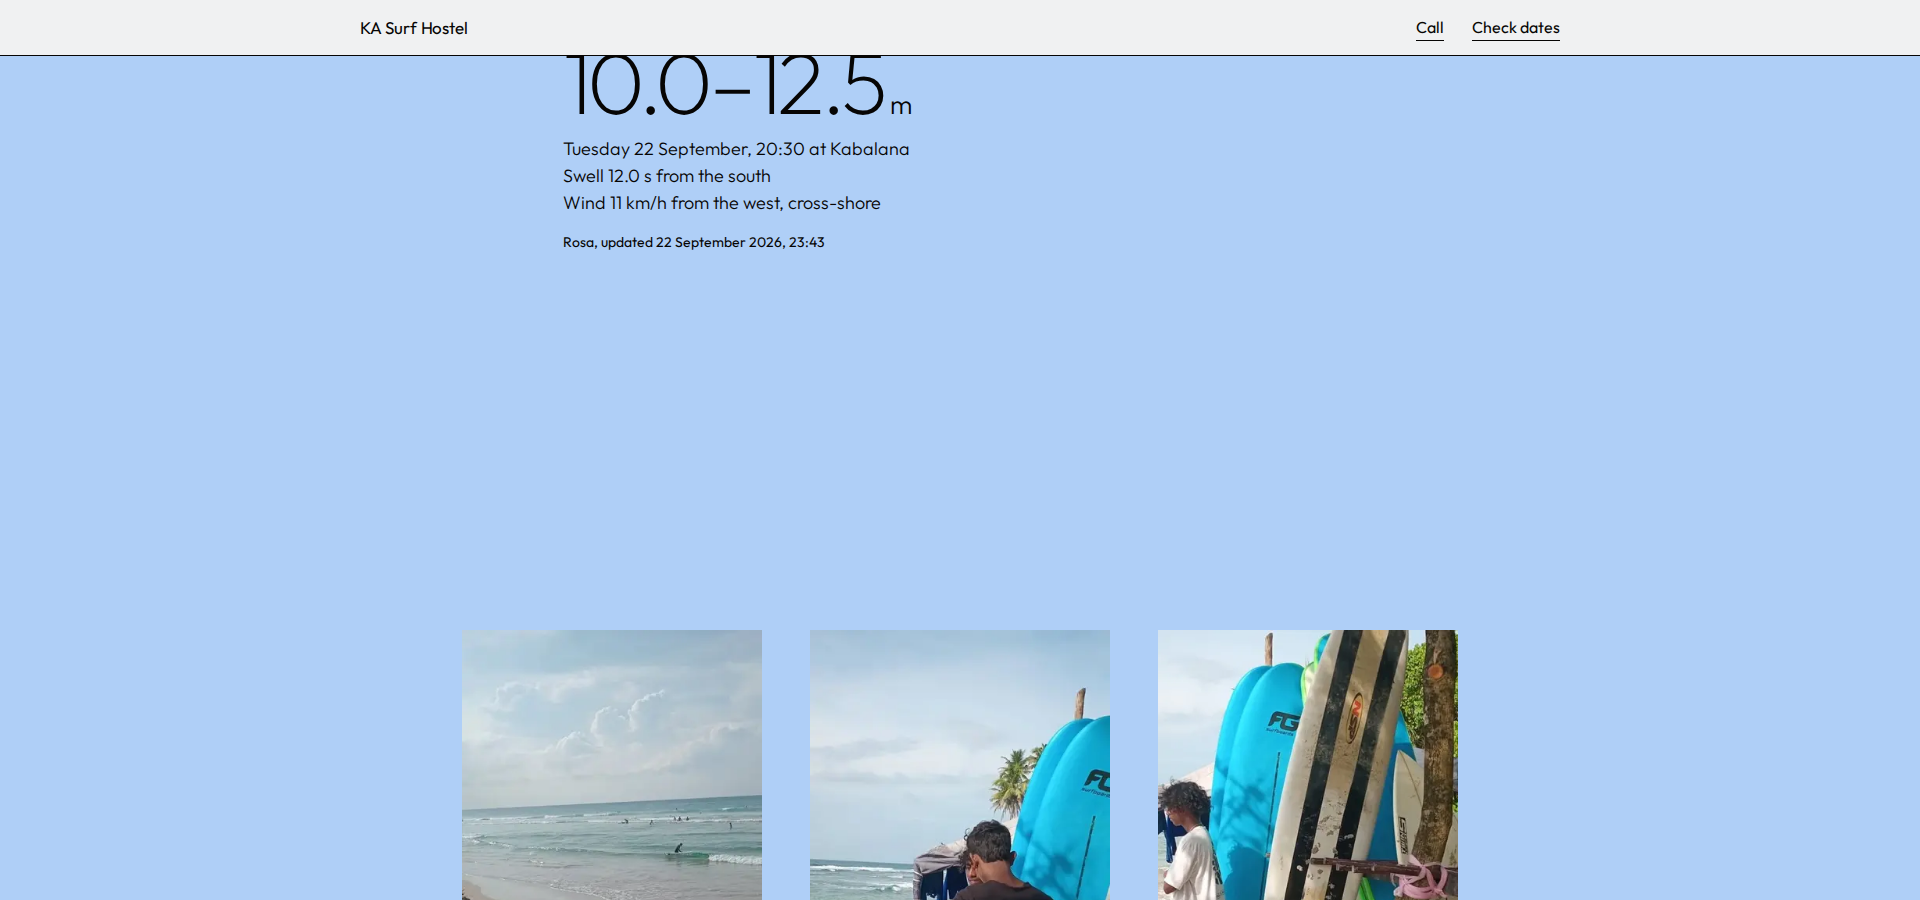 KA Surf Hostel
Call
Check dates
10.0–12.5 m
Tuesday 22 September, 20:30 at Kabalana
Swell 12.0 s from the south
Wind 11 km/h from the west, cross-shore
Rosa, updated 22 September 2026, 23:43